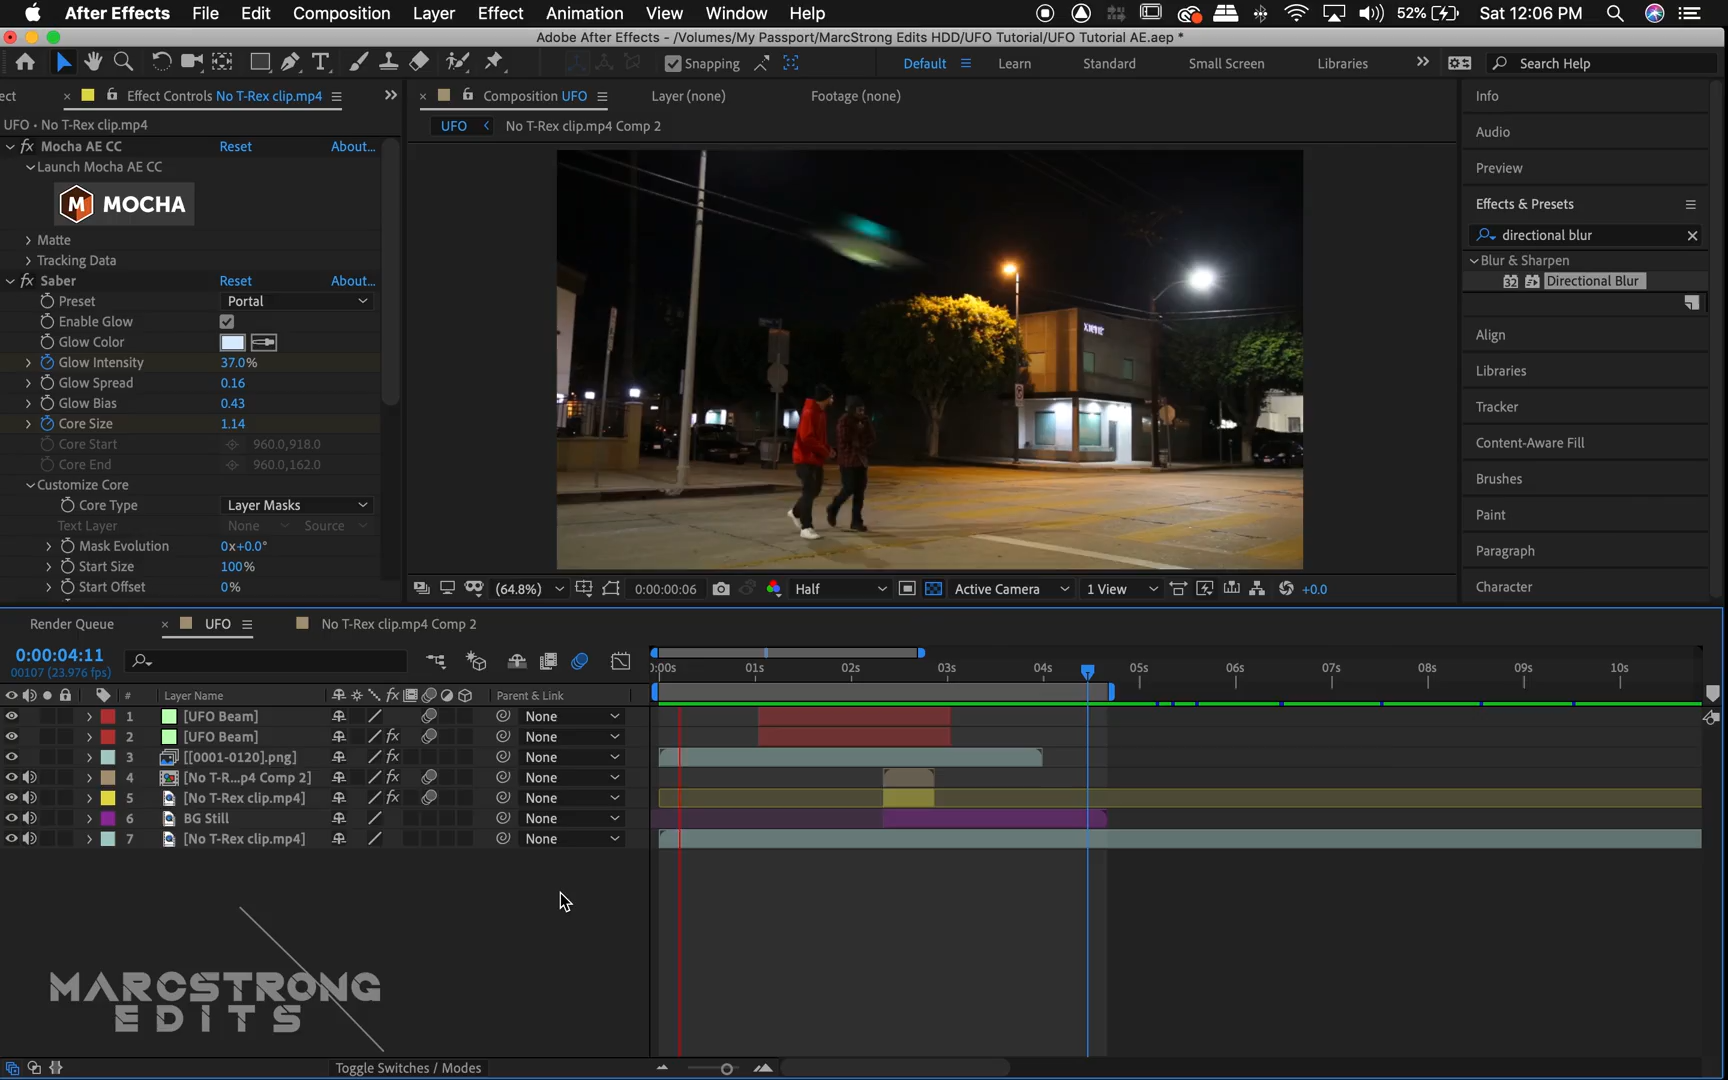 After Effects File Edit Composition Layer Effect Animation View Window Help 52% Sat 12:06 PM
Adobe After Effects - /Volumes/My Passport/MarcStrong Edits HDD/UFO Tutorial/UFO Tutorial AE.aep *
Snapping Default Learn Standard Small Screen Libraries Search Help
ect Effect Controls No T-Rex clip.mp4
UFO • No T-Rex clip.mp4
fx Mocha AE CC Reset About...
Launch Mocha AE CC
M MOCHA
Matte
Tracking Data
fx Saber Reset About...
Preset Portal
Enable Glow
Glow Color
Glow Intensity 37.0%
Glow Spread 0.16
Glow Bias 0.43
Core Size 1.14
Core Start 960.0,918.0
Core End 960.0,162.0
Customize Core
Core Type Layer Masks
Text Layer None Source
Mask Evolution 0x+0.0°
Start Size 100%
Start Offset 0%
Composition UFO Layer (none) Footage (none)
UFO No T-Rex clip.mp4 Comp 2
(64.8%) 0:00:00:06 Half Active Camera 1 View +0.0
Info
Audio
Preview
Effects & Presets
directional blur
Blur & Sharpen
32 Directional Blur
Align
Libraries
Tracker
Content-Aware Fill
Brushes
Paint
Paragraph
Character
Render Queue UFO No T-Rex clip.mp4 Comp 2
0:00:04:11
00107 (23.976 fps)
0:00s 01s 02s 03s 04s 05s 06s 07s 08s 09s 10s
# Layer Name fx Parent & Link
1 [UFO Beam] None
2 [UFO Beam] fx None
3 [[0001-0120].png] fx None
4 [No T-R...p4 Comp 2] None
5 [No T-Rex clip.mp4] fx None
6 BG Still None
7 [No T-Rex clip.mp4] None
MARCSTRONG
EDITS
Toggle Switches / Modes